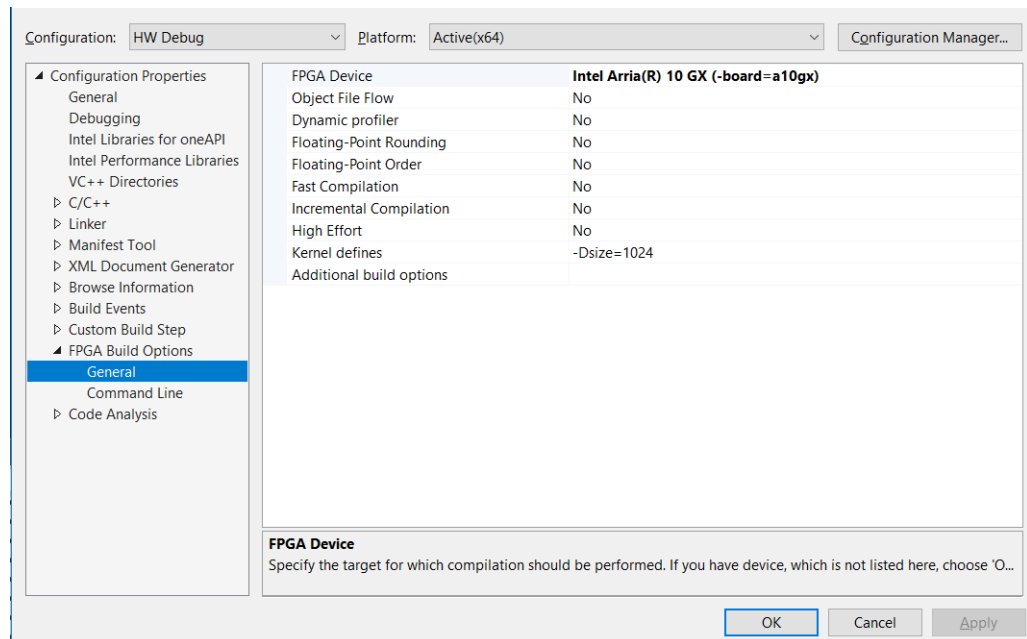 Configuration: HW Debug Platform: Active(x64) Configuration Manager...
Configuration Properties
General
Debugging
Intel Libraries for oneAPI
Intel Performance Libraries
VC++ Directories
C/C++
Linker
Manifest Tool
XML Document Generator
Browse Information
Build Events
Custom Build Step
FPGA Build Options
General
Command Line
Code Analysis
FPGA Device Intel Arria(R) 10 GX (-board=a10gx)
Object File Flow No
Dynamic profiler No
Floating-Point Rounding No
Floating-Point Order No
Fast Compilation No
Incremental Compilation No
High Effort No
Kernel defines -Dsize=1024
Additional build options
FPGA Device
Specify the target for which compilation should be performed. If you have device, which is not listed here, choose 'O...
OK Cancel Apply